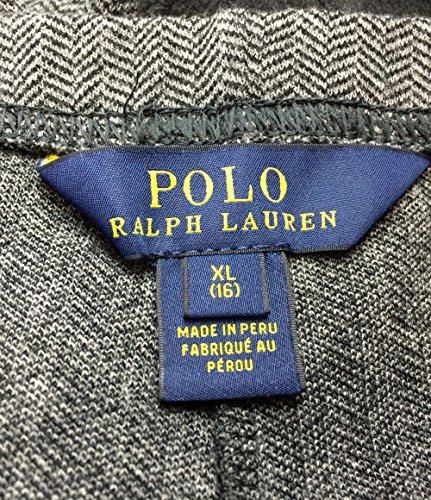 POLO
RALPH LAUREN
XL
(16)
MADE IN PERU
FABRIQUÉ AU
PÉROU